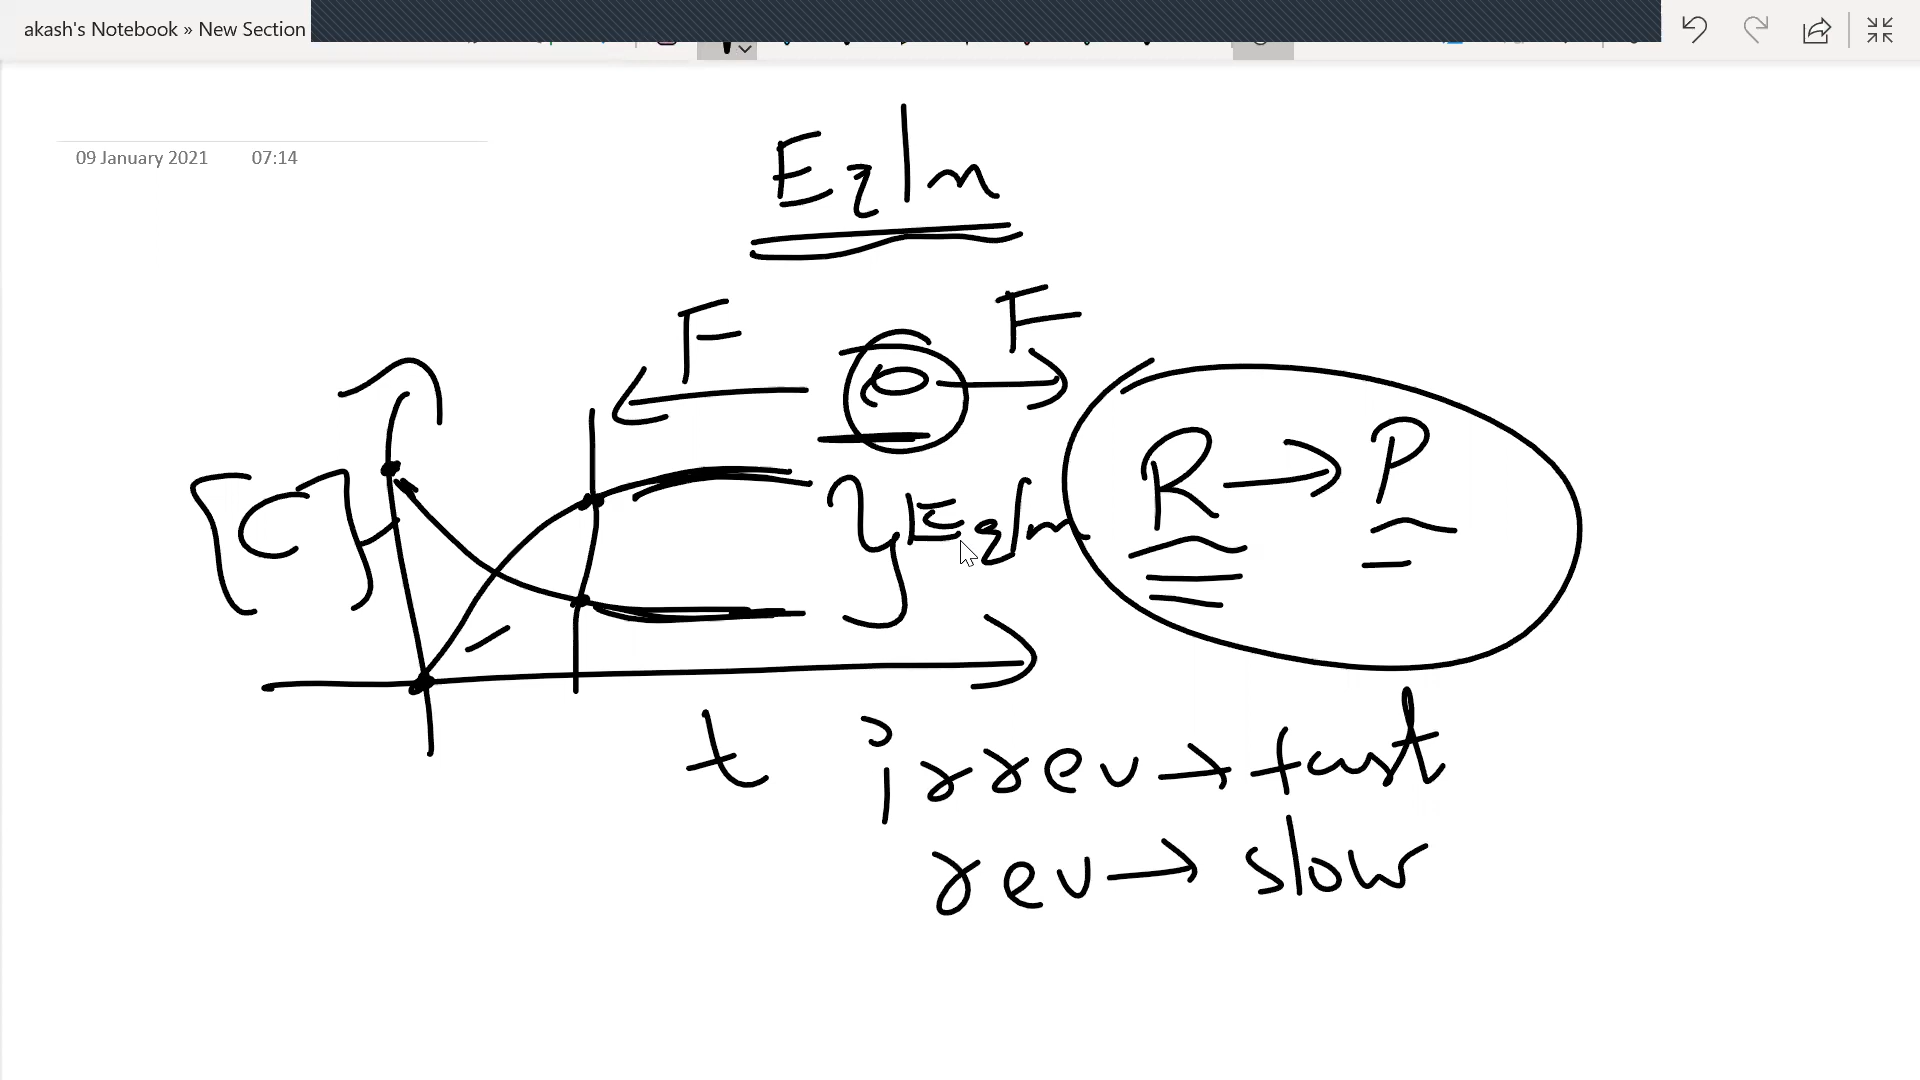 akash's Notebook » New Section
09 January 2021 07:14
Eqlm
F F
[C]
Eqlm
R → P
t
irrev → fast
rev → slow